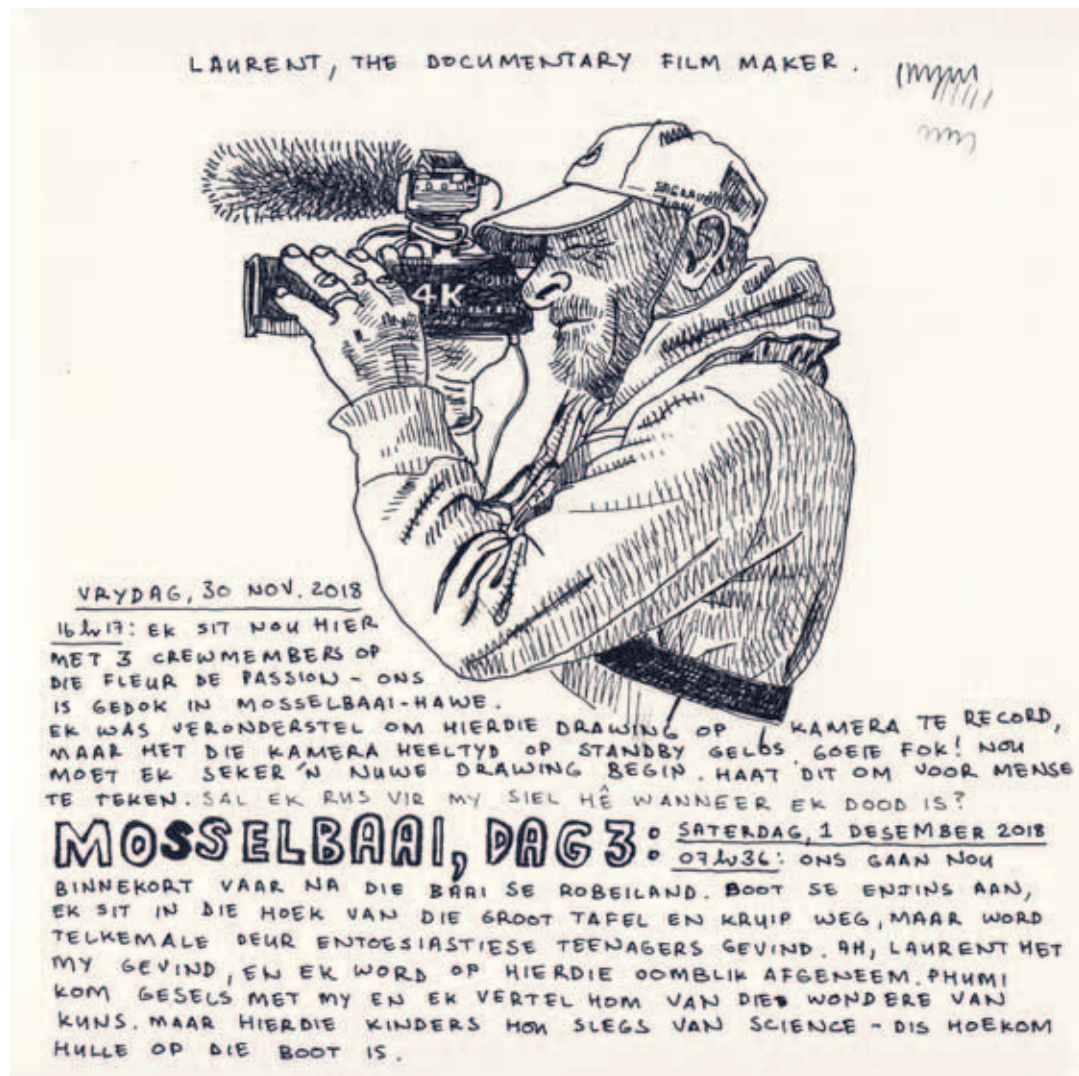 LAURENT, THE DOCUMENTARY FILM MAKER.
4K
VRYDAG, 30 NOV. 2018
16hr17: EK SIT NOU HIER
MET 3 CREWMEMBERS OP
DIE FLEUR DE PASSION - ONS
IS GEDOK IN MOSSELBAAI-HAWE.
EK WAS VERONDERSTEL OM HIERDIE DRAWING OP KAMERA TE RECORD,
MAAR HET DIE KAMERA HEELTYD OP STANDBY GELOS. GOEIE FOK! NOU
MOET EK SEKER 'N NUWE DRAWING BEGIN. HAAT DIT OM VOOR MENSE
TE TEKEN. SAL EK RUS VIR MY SIEL HÊ WANNEER EK DOOD IS?
MOSSELBAAI, DAG 3: SATERDAG, 1 DESEMBER 2018
07hr36: ONS GAAN NOU
BINNEKORT VAAR NA DIE BAAI SE ROBEILAND. BOOT SE ENJINS AAN,
EK SIT IN DIE HOEK VAN DIE GROOT TAFEL EN KRUIP WEG, MAAR WORD
TELKEMALE DEUR ENTOESIASTIESE TEENAGERS GEVIND. AH, LAURENT HET
MY GEVIND, EN EK WORD OP HIERDIE OOMBLIK AFGENEEM. PHUMI
KOM GESELS MET MY EN EK VERTEL HOM VAN DIE WONDERE VAN
KUNS. MAAR HIERDIE KINDERS HOU SLEGS VAN SCIENCE - DIS HOEKOM
HULLE OP DIE BOOT IS.